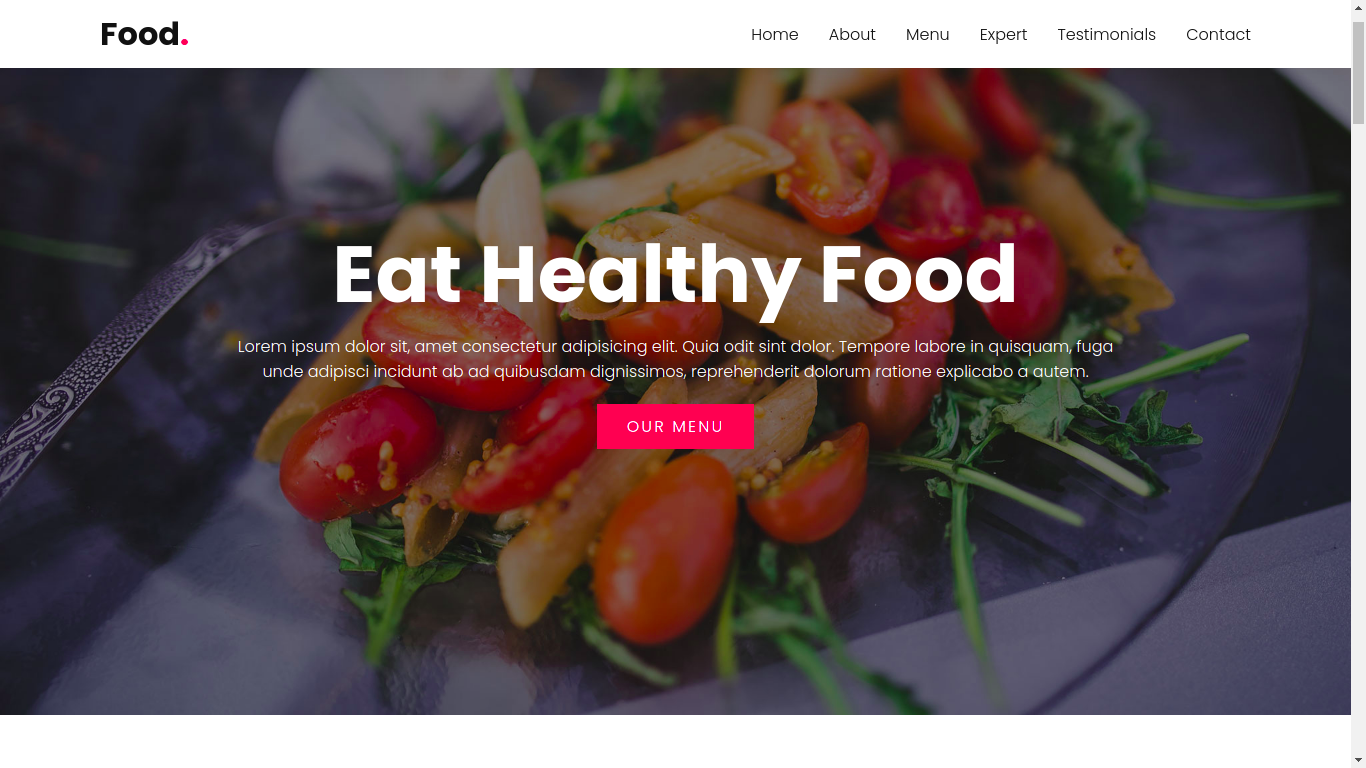 Food.
Home About Menu Expert Testimonials Contact
Eat Healthy Food
Lorem ipsum dolor sit, amet consectetur adipisicing elit. Quia odit sint dolor. Tempore labore in quisquam, fuga
unde adipisci incidunt ab ad quibusdam dignissimos, reprehenderit dolorum ratione explicabo a autem.
OUR MENU